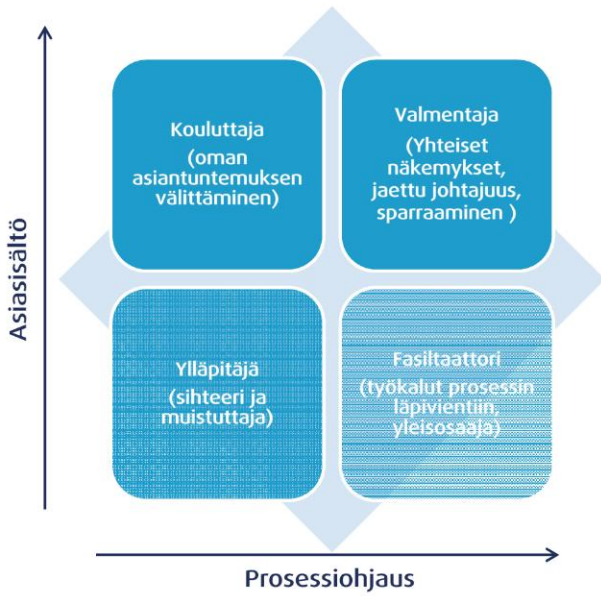 Kouluttaja
(oman
asiantuntemuksen
välittäminen)
Valmentaja
(Yhteiset
näkemykset,
jaettu johtajuus,
sparraaminen )
Ylläpitäjä
(sihteeri ja
muistuttaja)
Fasiltaattori
(työkalut prosessin
läpivientiin,
yleisosaaja)
Asiasisältö
Prosessiohjaus